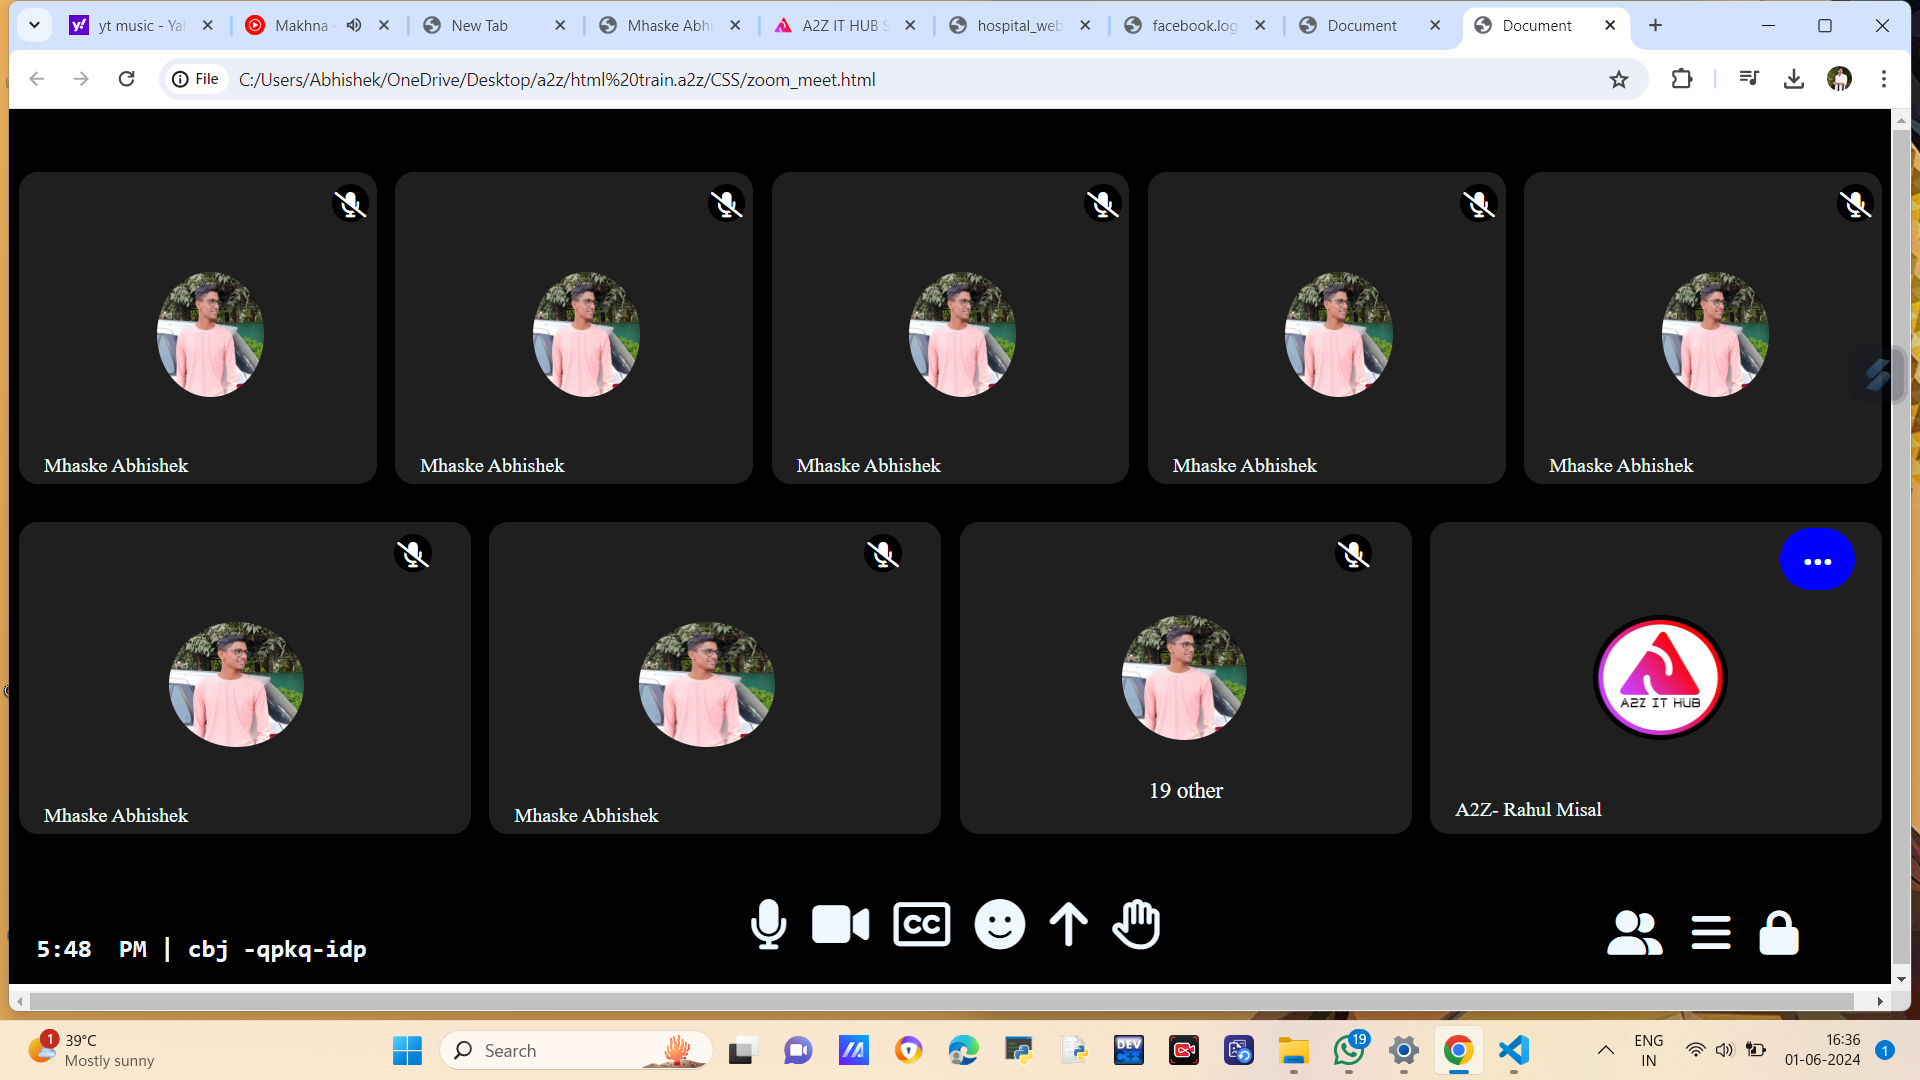 yt music - Ya
Makhna -
New Tab
Mhaske Abhi
A2Z IT HUB S
hospital_web
facebook.log
Document
Document
File
C:/Users/Abhishek/OneDrive/Desktop/a2z/html%20train.a2z/CSS/zoom_meet.html
Mhaske Abhishek
Mhaske Abhishek
Mhaske Abhishek
Mhaske Abhishek
Mhaske Abhishek
...
A2Z IT HUB
Mhaske Abhishek
Mhaske Abhishek
19 other
A2Z- Rahul Misal
CC
5:48 PM | cbj -qpkq-idp
1
39°C
Mostly sunny
Search
DEV
C++
19
ENG
IN
16:36
01-06-2024
1